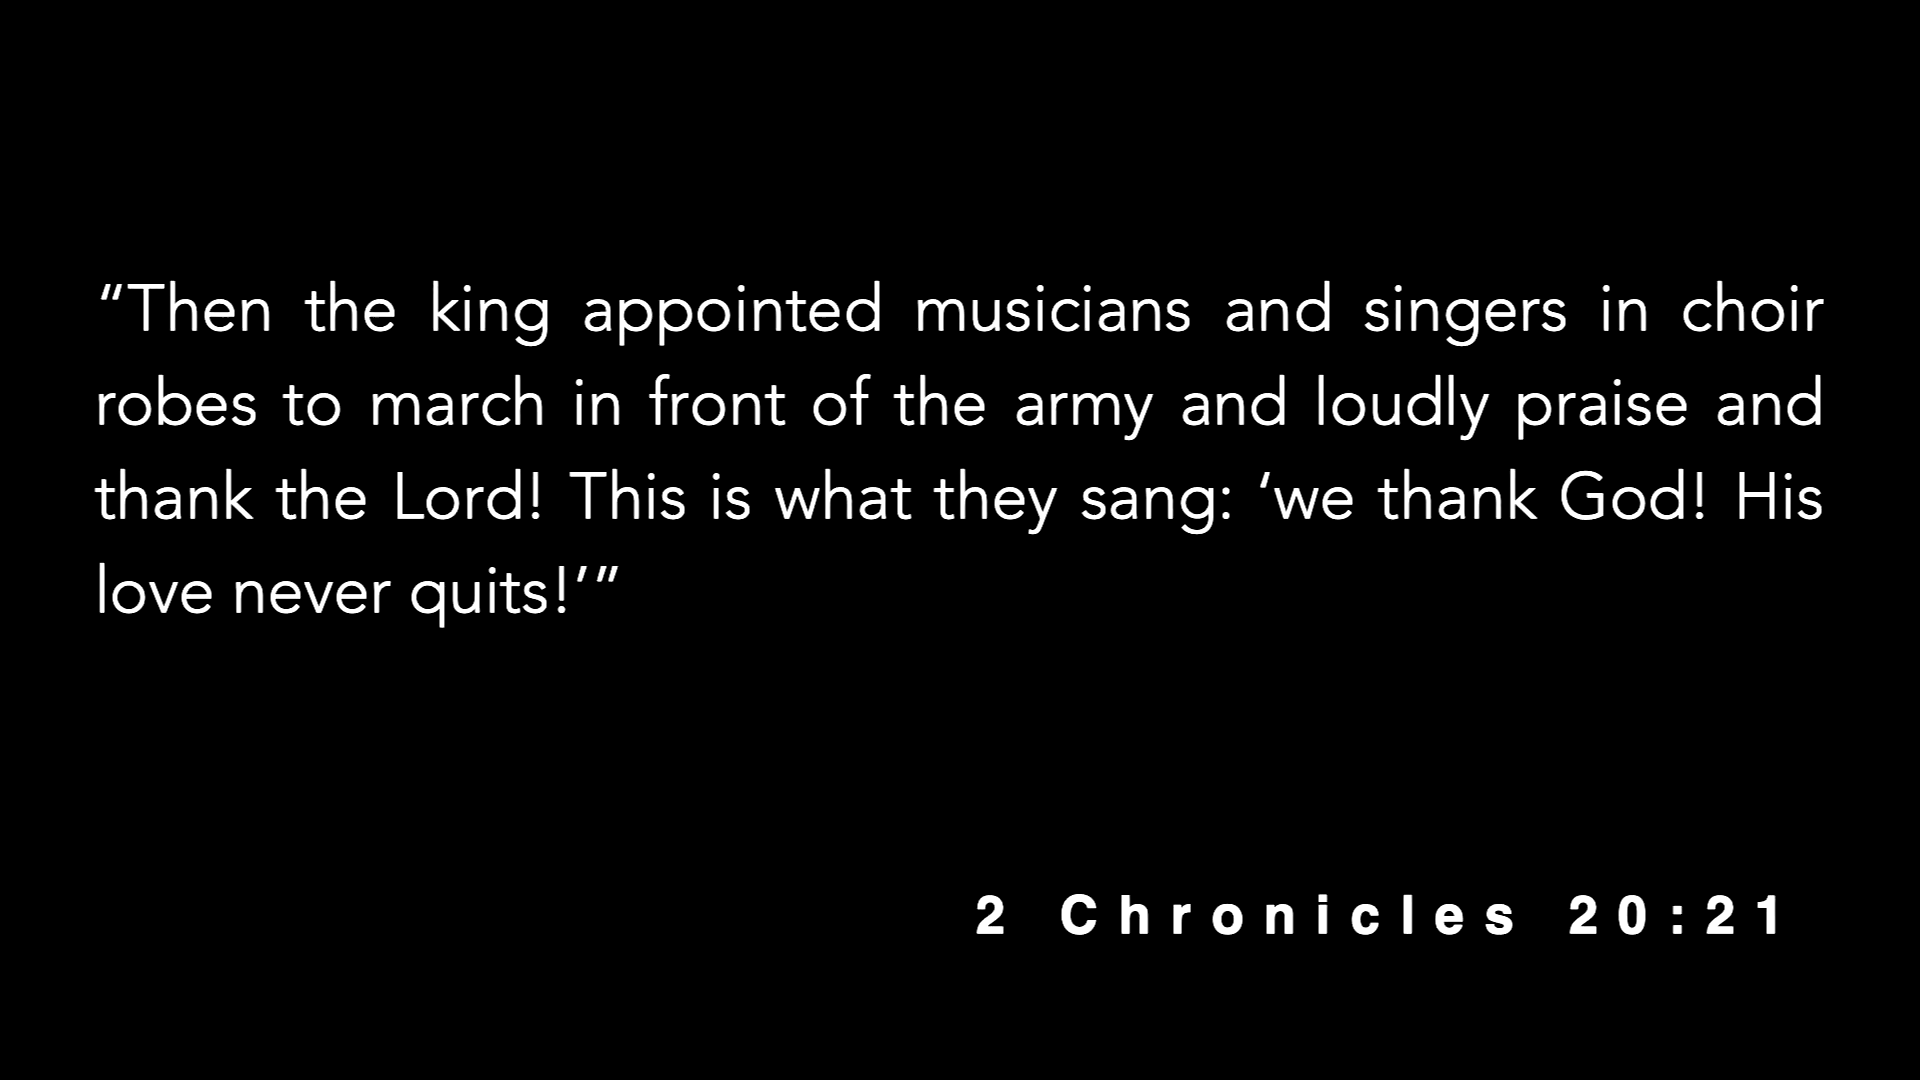 “Then the king appointed musicians and singers in choir
robes to march in front of the army and loudly praise and
thank the Lord! This is what they sang: ‘we thank God! His
love never quits!’”
2 Chronicles 20:21